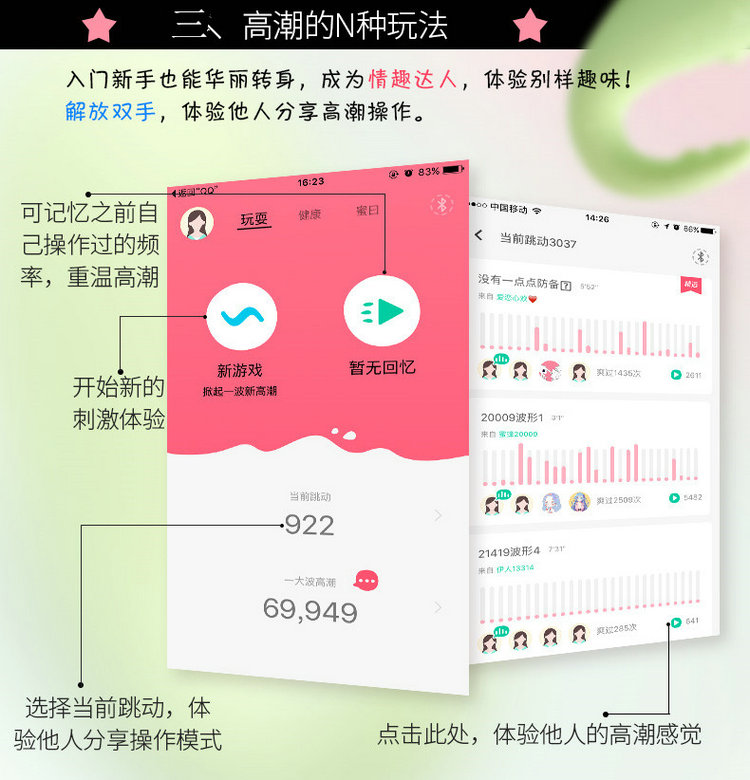 三、高潮的N种玩法
入门新手也能华丽转身，成为情趣达人，体验别样趣味！
解放双手，体验他人分享高潮操作。
返回"QQ"
16:23
83%
玩耍
健康
蜜日
可记忆之前自
己操作过的频
率，重温高潮
新游戏
掀起一波新高潮
暂无回忆
开始新的
刺激体验
当前跳动
922
一大波高潮
69,949
选择当前跳动，体
验他人分享操作模式
中国移动
14:26
86%
当前跳动3037
没有一点点防备? 5'52"
精选
来自 爱恋心欢
爽过1435次
2611
20009波形1 3'1"
来自 蜜豆20009
爽过2509次
5482
21419波形4 7'31"
来自 伊人13314
爽过285次
641
点击此处，体验他人的高潮感觉